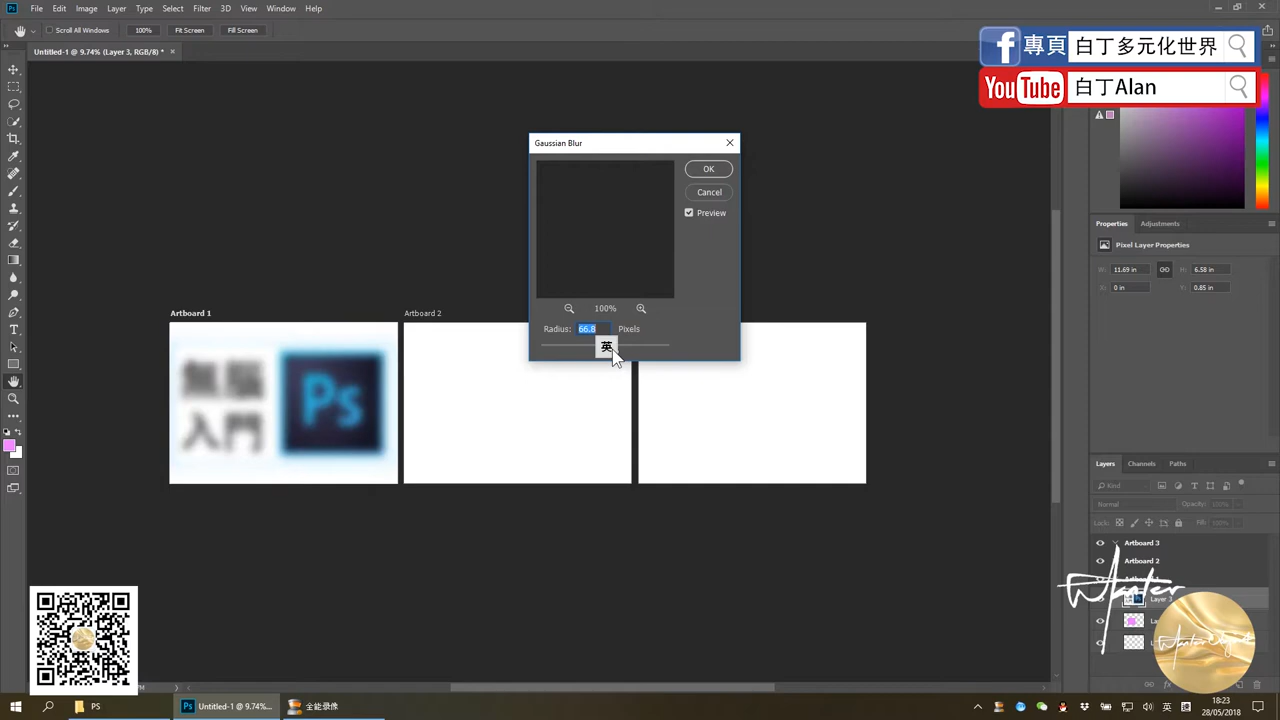 File Edit Image Layer Type Select Filter 3D View Window Help
Scroll All Windows 100% Fit Screen Fill Screen
Untitled-1 @ 9.74% (Layer 3, RGB/8) * ×
專頁 白丁多元化世界
YouTube 白丁Alan
Gaussian Blur
OK
Cancel
Preview
100%
Radius: 66.8 Pixels
英
Artboard 1
Artboard 2
無腦
入門
Ps
Properties Adjustments
Pixel Layer Properties
W: 11.69 in H: 6.58 in
X: 0 in Y: 0.85 in
Layers Channels Paths
Kind
Normal Opacity: 100%
Lock: Fill: 100%
Artboard 3
Artboard 2
Layer 3
PS
Untitled-1 @ 9.74%...
全能录像
英
18:23
28/05/2018